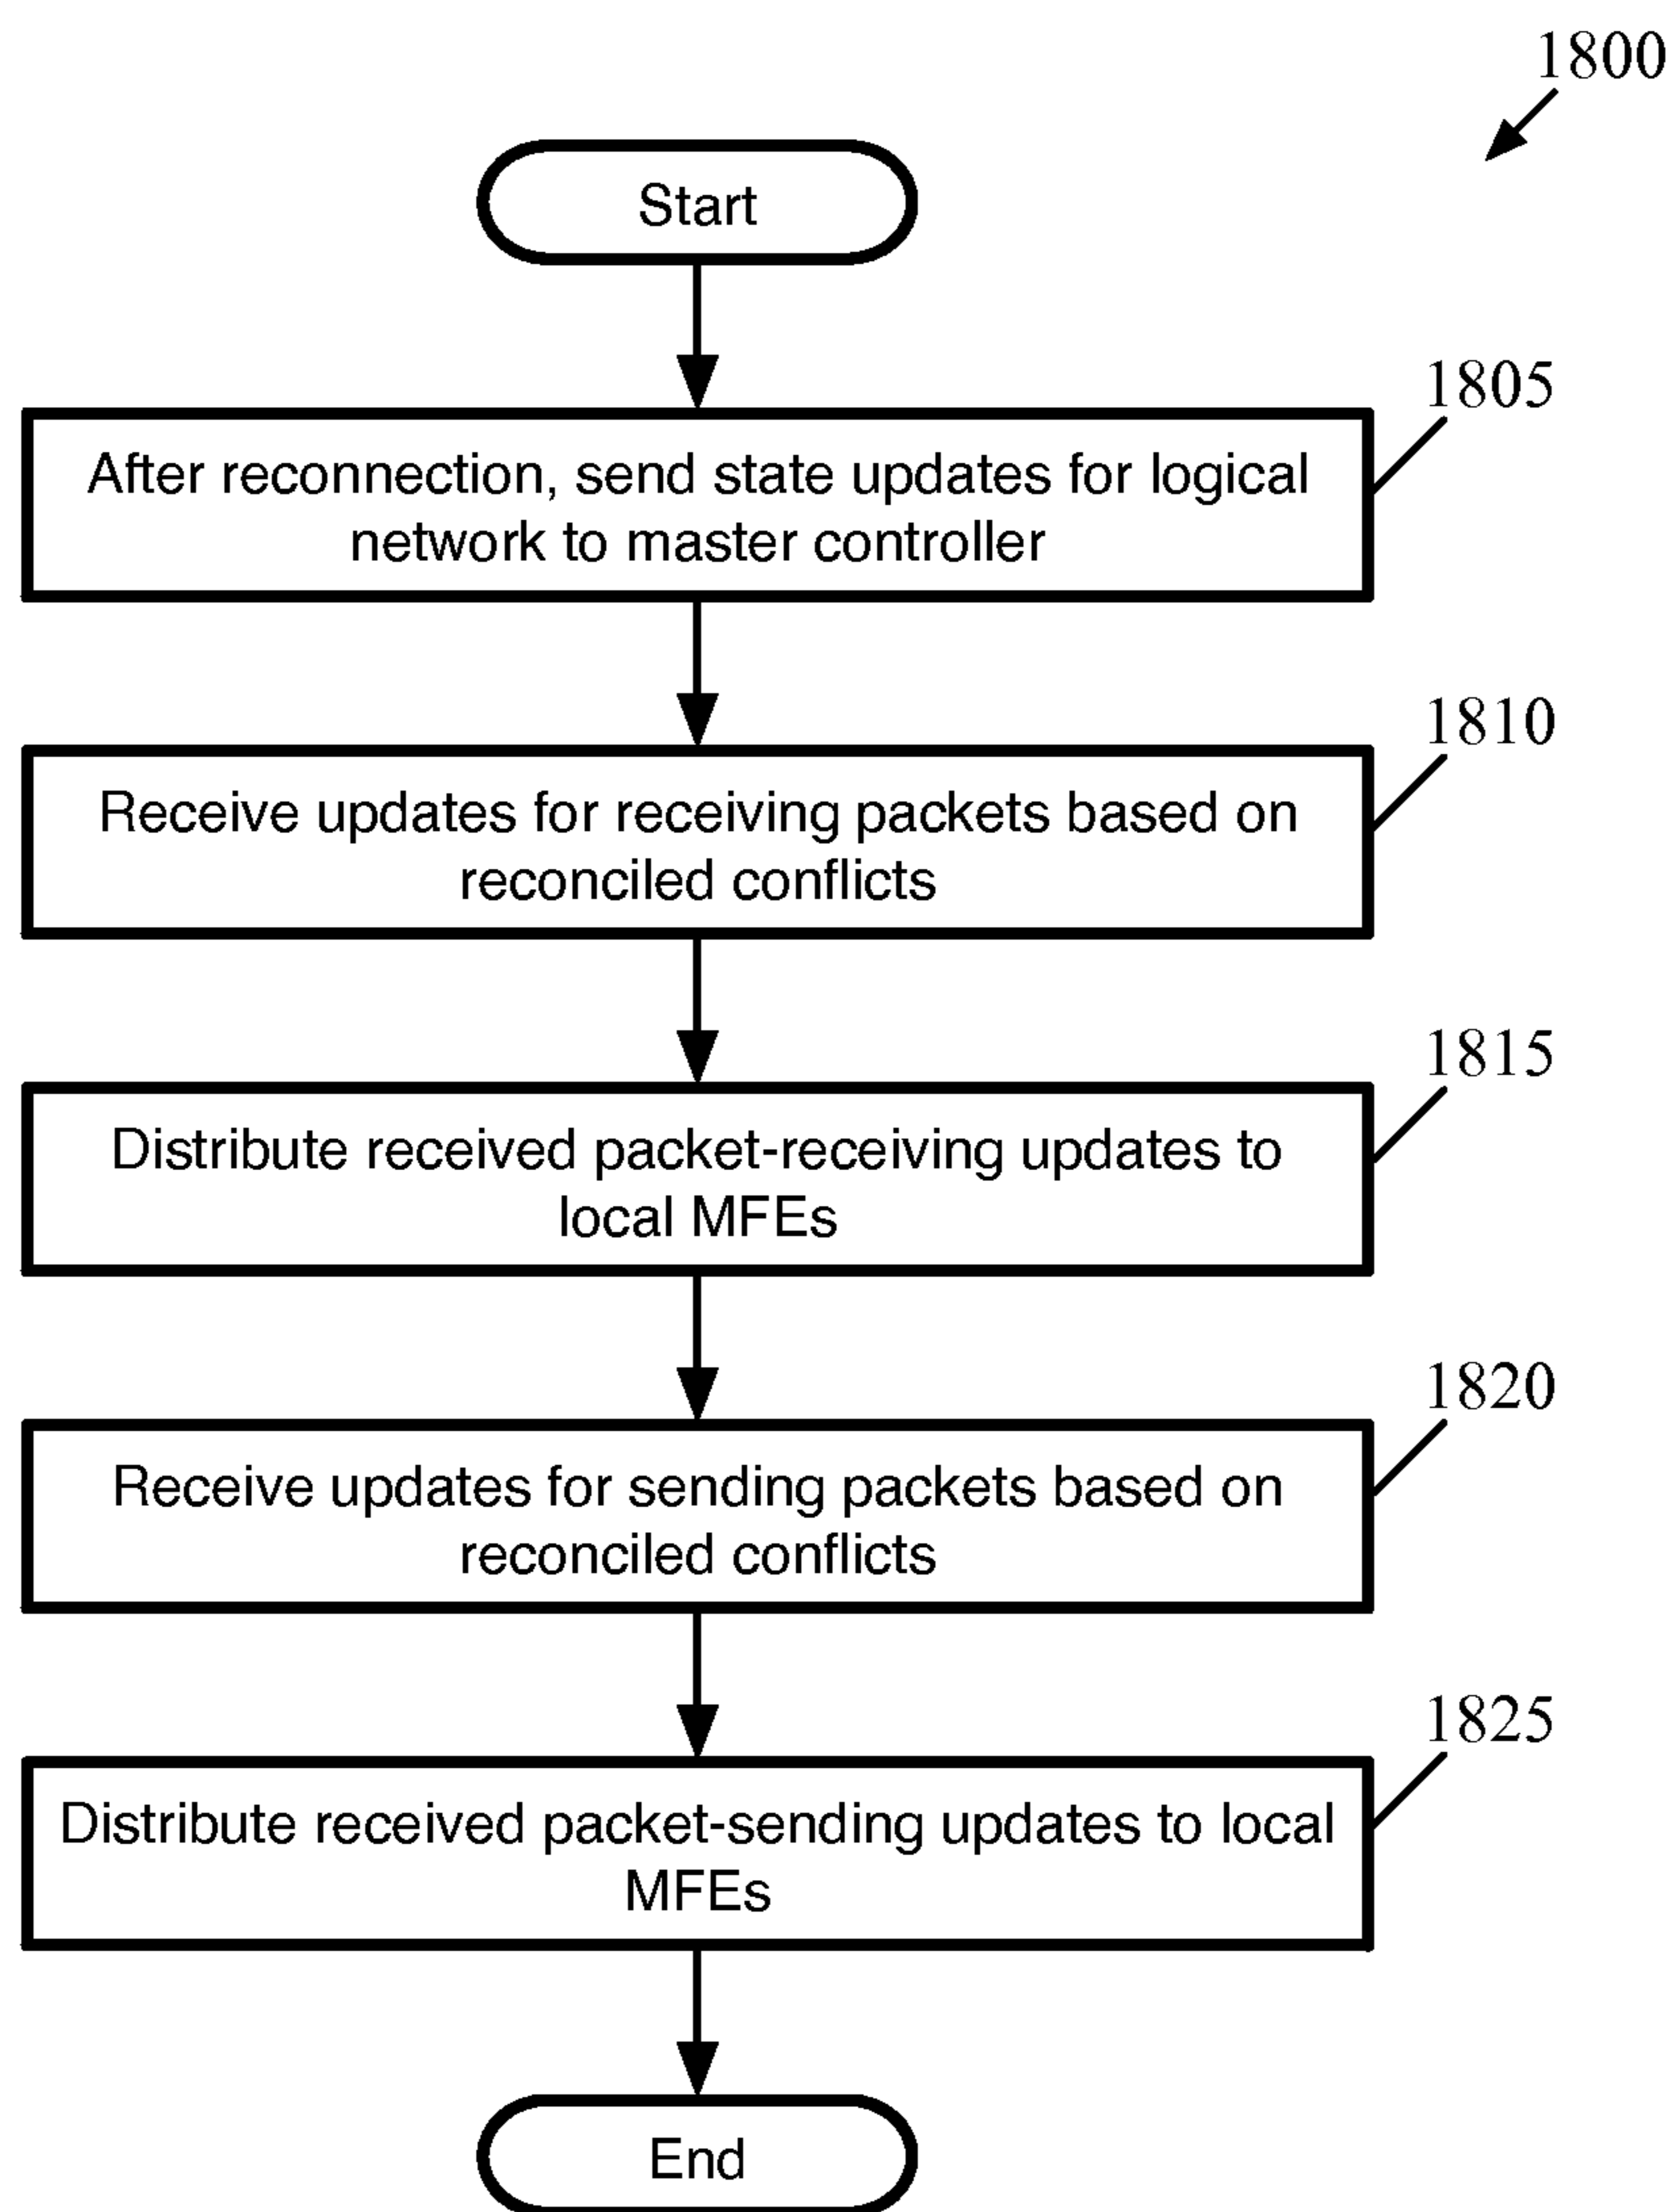 1800
Start
1805
After reconnection, send state updates for logical
network to master controller
1810
Receive updates for receiving packets based on
reconciled conflicts
1815
Distribute received packet-receiving updates to
local MFEs
1820
Receive updates for sending packets based on
reconciled conflicts
1825
Distribute received packet-sending updates to local
MFEs
End